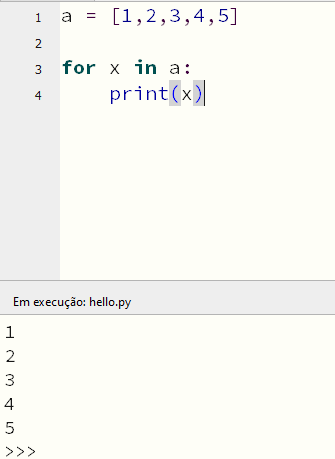 1 a = [1,2,3,4,5]
2
3 for x in a:
4     print(x)
Em execução: hello.py
1
2
3
4
5
>>>